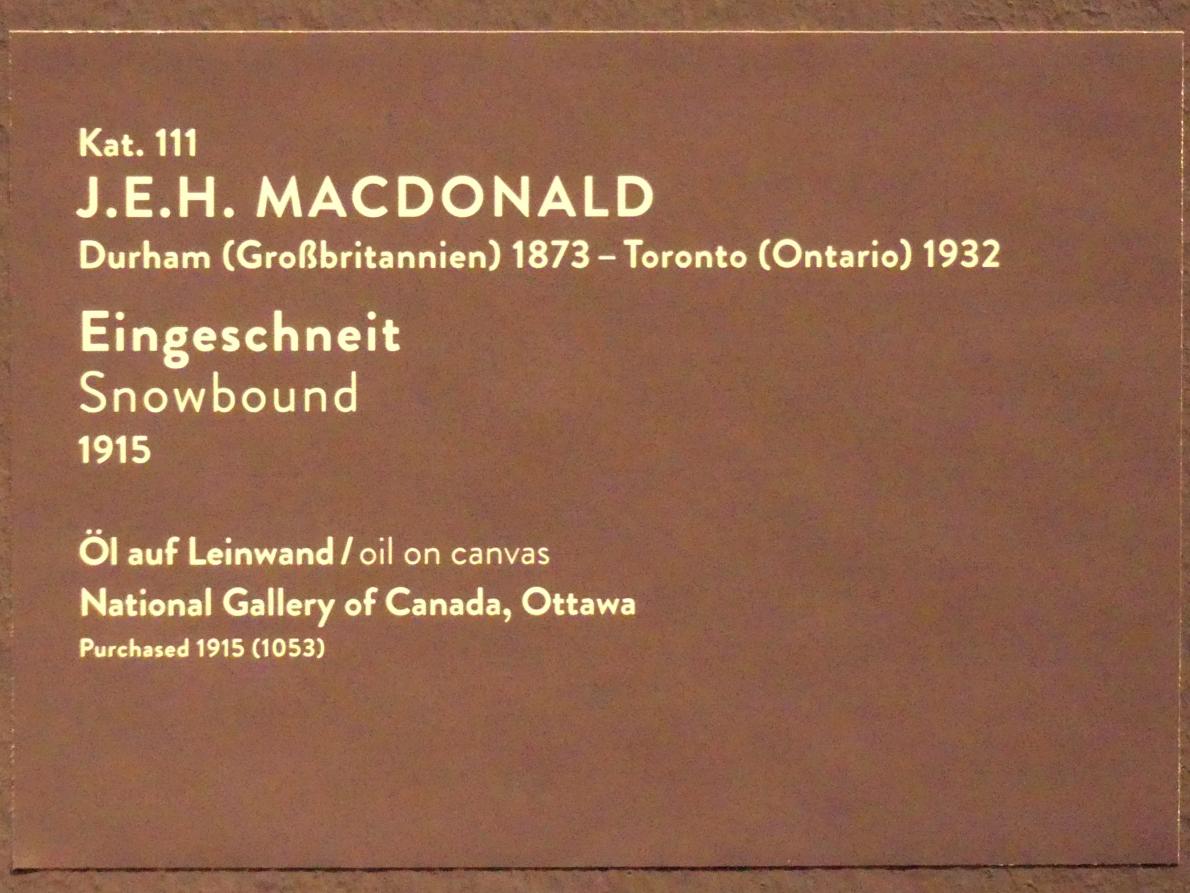 Kat. 111
J.E.H. MACDONALD
Durham (Großbritannien) 1873 – Toronto (Ontario) 1932
Eingeschneit
Snowbound
1915
Öl auf Leinwand / oil on canvas
National Gallery of Canada, Ottawa
Purchased 1915 (1053)